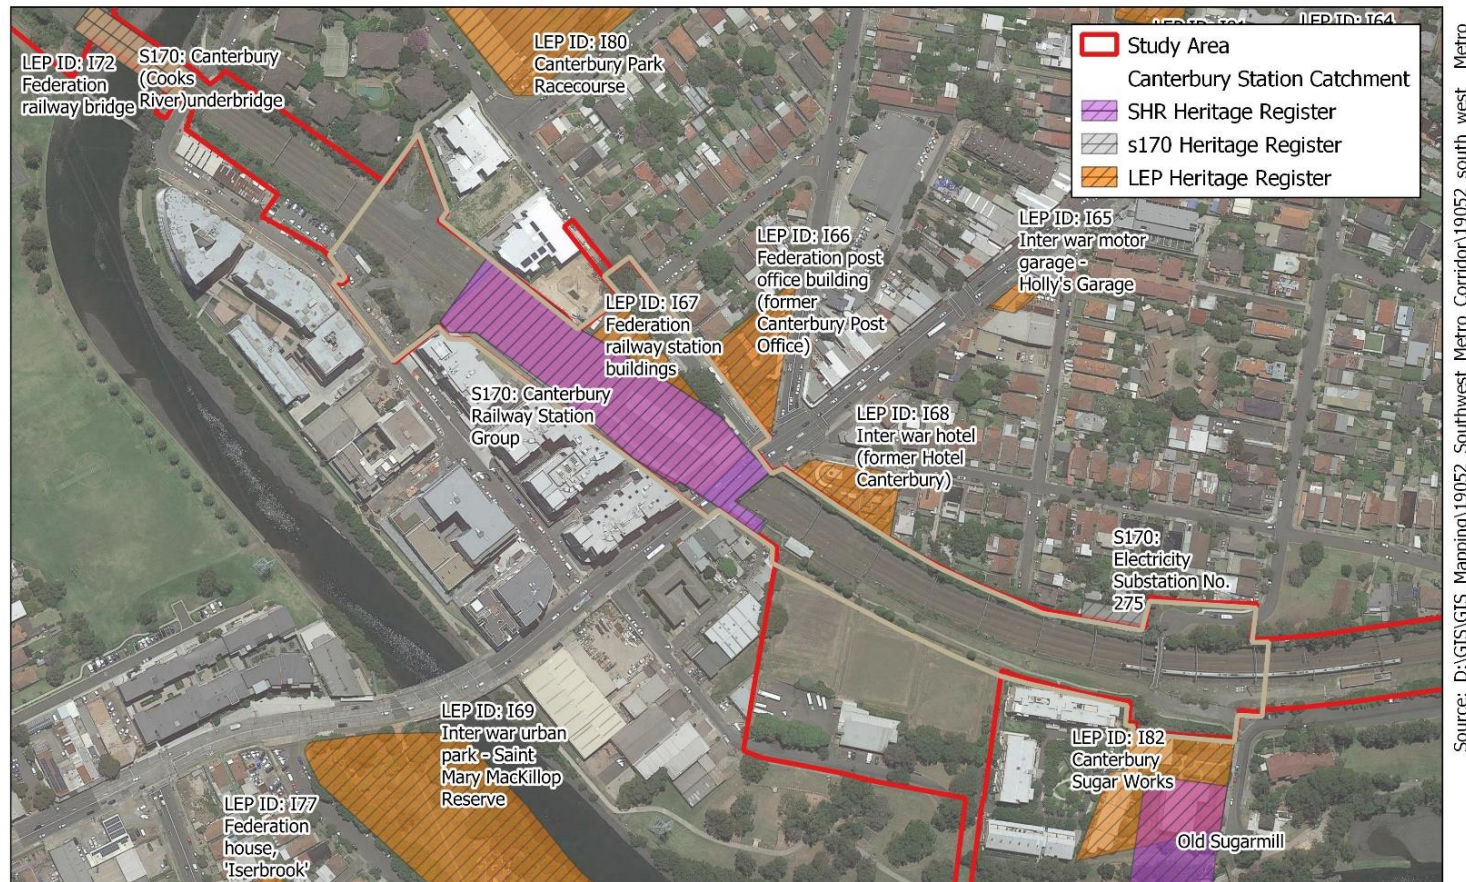 LEP ID: I72
Federation
railway bridge
S170: Canterbury
(Cooks
River)underbridge
LEP ID: I80
Canterbury Park
Racecourse
LEP ID: I64
Study Area
Canterbury Station Catchment
SHR Heritage Register
s170 Heritage Register
LEP Heritage Register
LEP ID: I65
Inter war motor
garage -
Holly's Garage
LEP ID: I66
Federation post
office building
(former
Canterbury Post
Office)
LEP ID: I67
Federation
railway station
buildings
S170: Canterbury
Railway Station
Group
LEP ID: I68
Inter war hotel
(former Hotel
Canterbury)
S170:
Electricity
Substation No.
275
LEP ID: I69
Inter war urban
park - Saint
Mary MacKillop
Reserve
LEP ID: I82
Canterbury
Sugar Works
LEP ID: I77
Federation
house,
'Iserbrook'
Old Sugarmill
Source: D:\GIS\GIS_Mapping\19052_Southwest_Metro_Corridor\19052_south_west_Metro